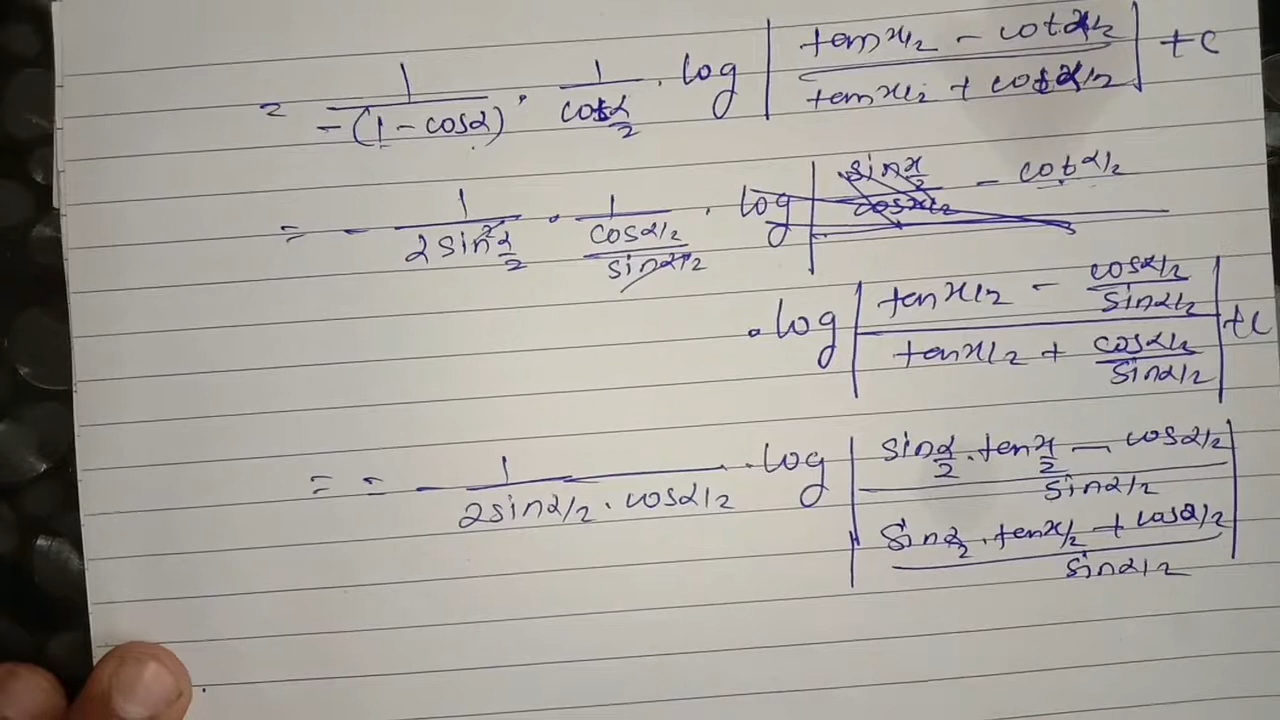 = 1/-(1-cosα) · 1/cot α/2 . log | tan x/2 - cot α/2 / tan x/2 + cot α/2 | +c
= - 1/2sin² α/2 · 1/(cos α/2 / sin α/2) . log | sin x/2 / cos x/2 - cot α/2
. log | tan x/2 - cos α/2 / sin α/2 / tan x/2 + cos α/2 / sin α/2 | +c
= = - 1/2sin α/2 . cos α/2 . log | sin α/2 . tan x/2 - cos α/2 / sin α/2 / sin α/2 . tan x/2 + cos α/2 / sin α/2 |